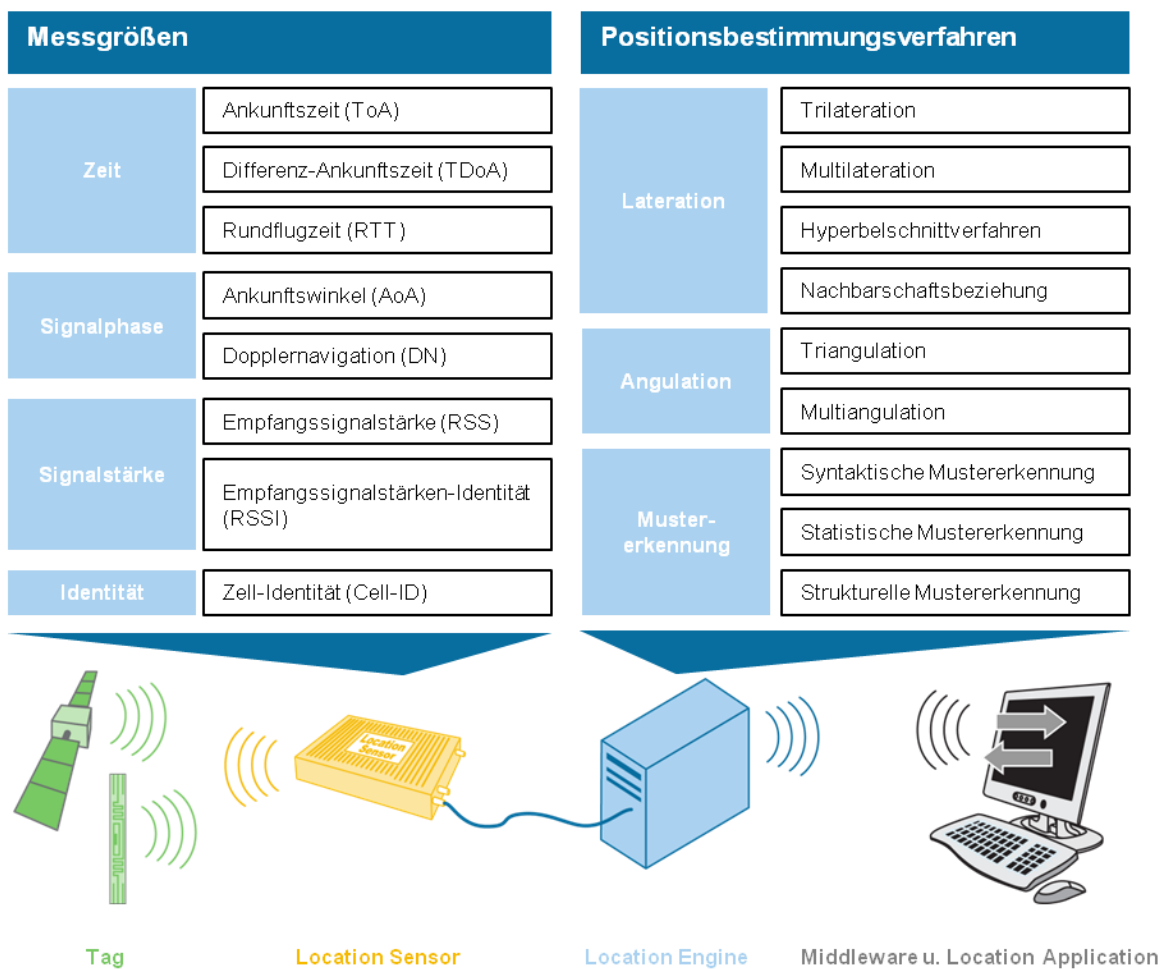 Messgrößen
Zeit
Ankunftszeit (ToA)
Differenz-Ankunftszeit (TDoA)
Rundflugzeit (RTT)
Signalphase
Ankunftswinkel (AoA)
Dopplernavigation (DN)
Signalstärke
Empfangssignalstärke (RSS)
Empfangssignalstärken-Identität
(RSSI)
Identität
Zell-Identität (Cell-ID)
Positionsbestimmungsverfahren
Lateration
Trilateration
Multilateration
Hyperbelschnittverfahren
Nachbarschaftsbeziehung
Angulation
Triangulation
Multiangulation
Muster-
erkennung
Syntaktische Mustererkennung
Statistische Mustererkennung
Strukturelle Mustererkennung
Location
Sensor
Tag
Location Sensor
Location Engine
Middleware u. Location Application